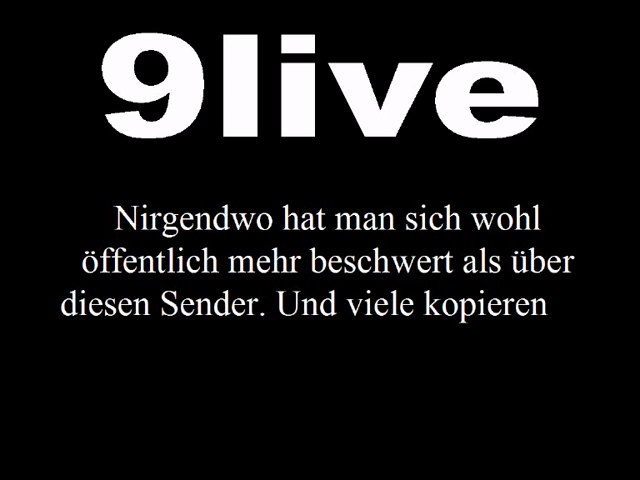 9live
Nirgendwo hat man sich wohl
öffentlich mehr beschwert als über
diesen Sender. Und viele kopieren